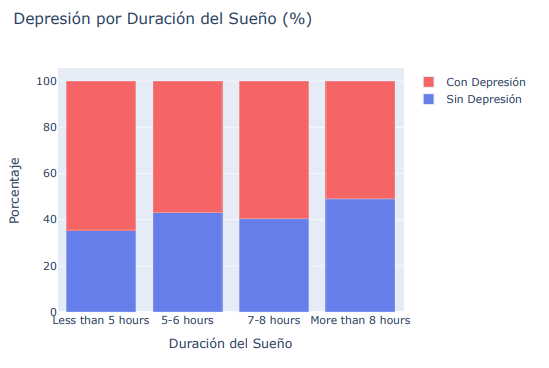 Depresión por Duración del Sueño (%)
Con Depresión
Sin Depresión
100
80
60
40
20
0
Porcentaje
Less than 5 hours
5-6 hours
7-8 hours
More than 8 hours
Duración del Sueño